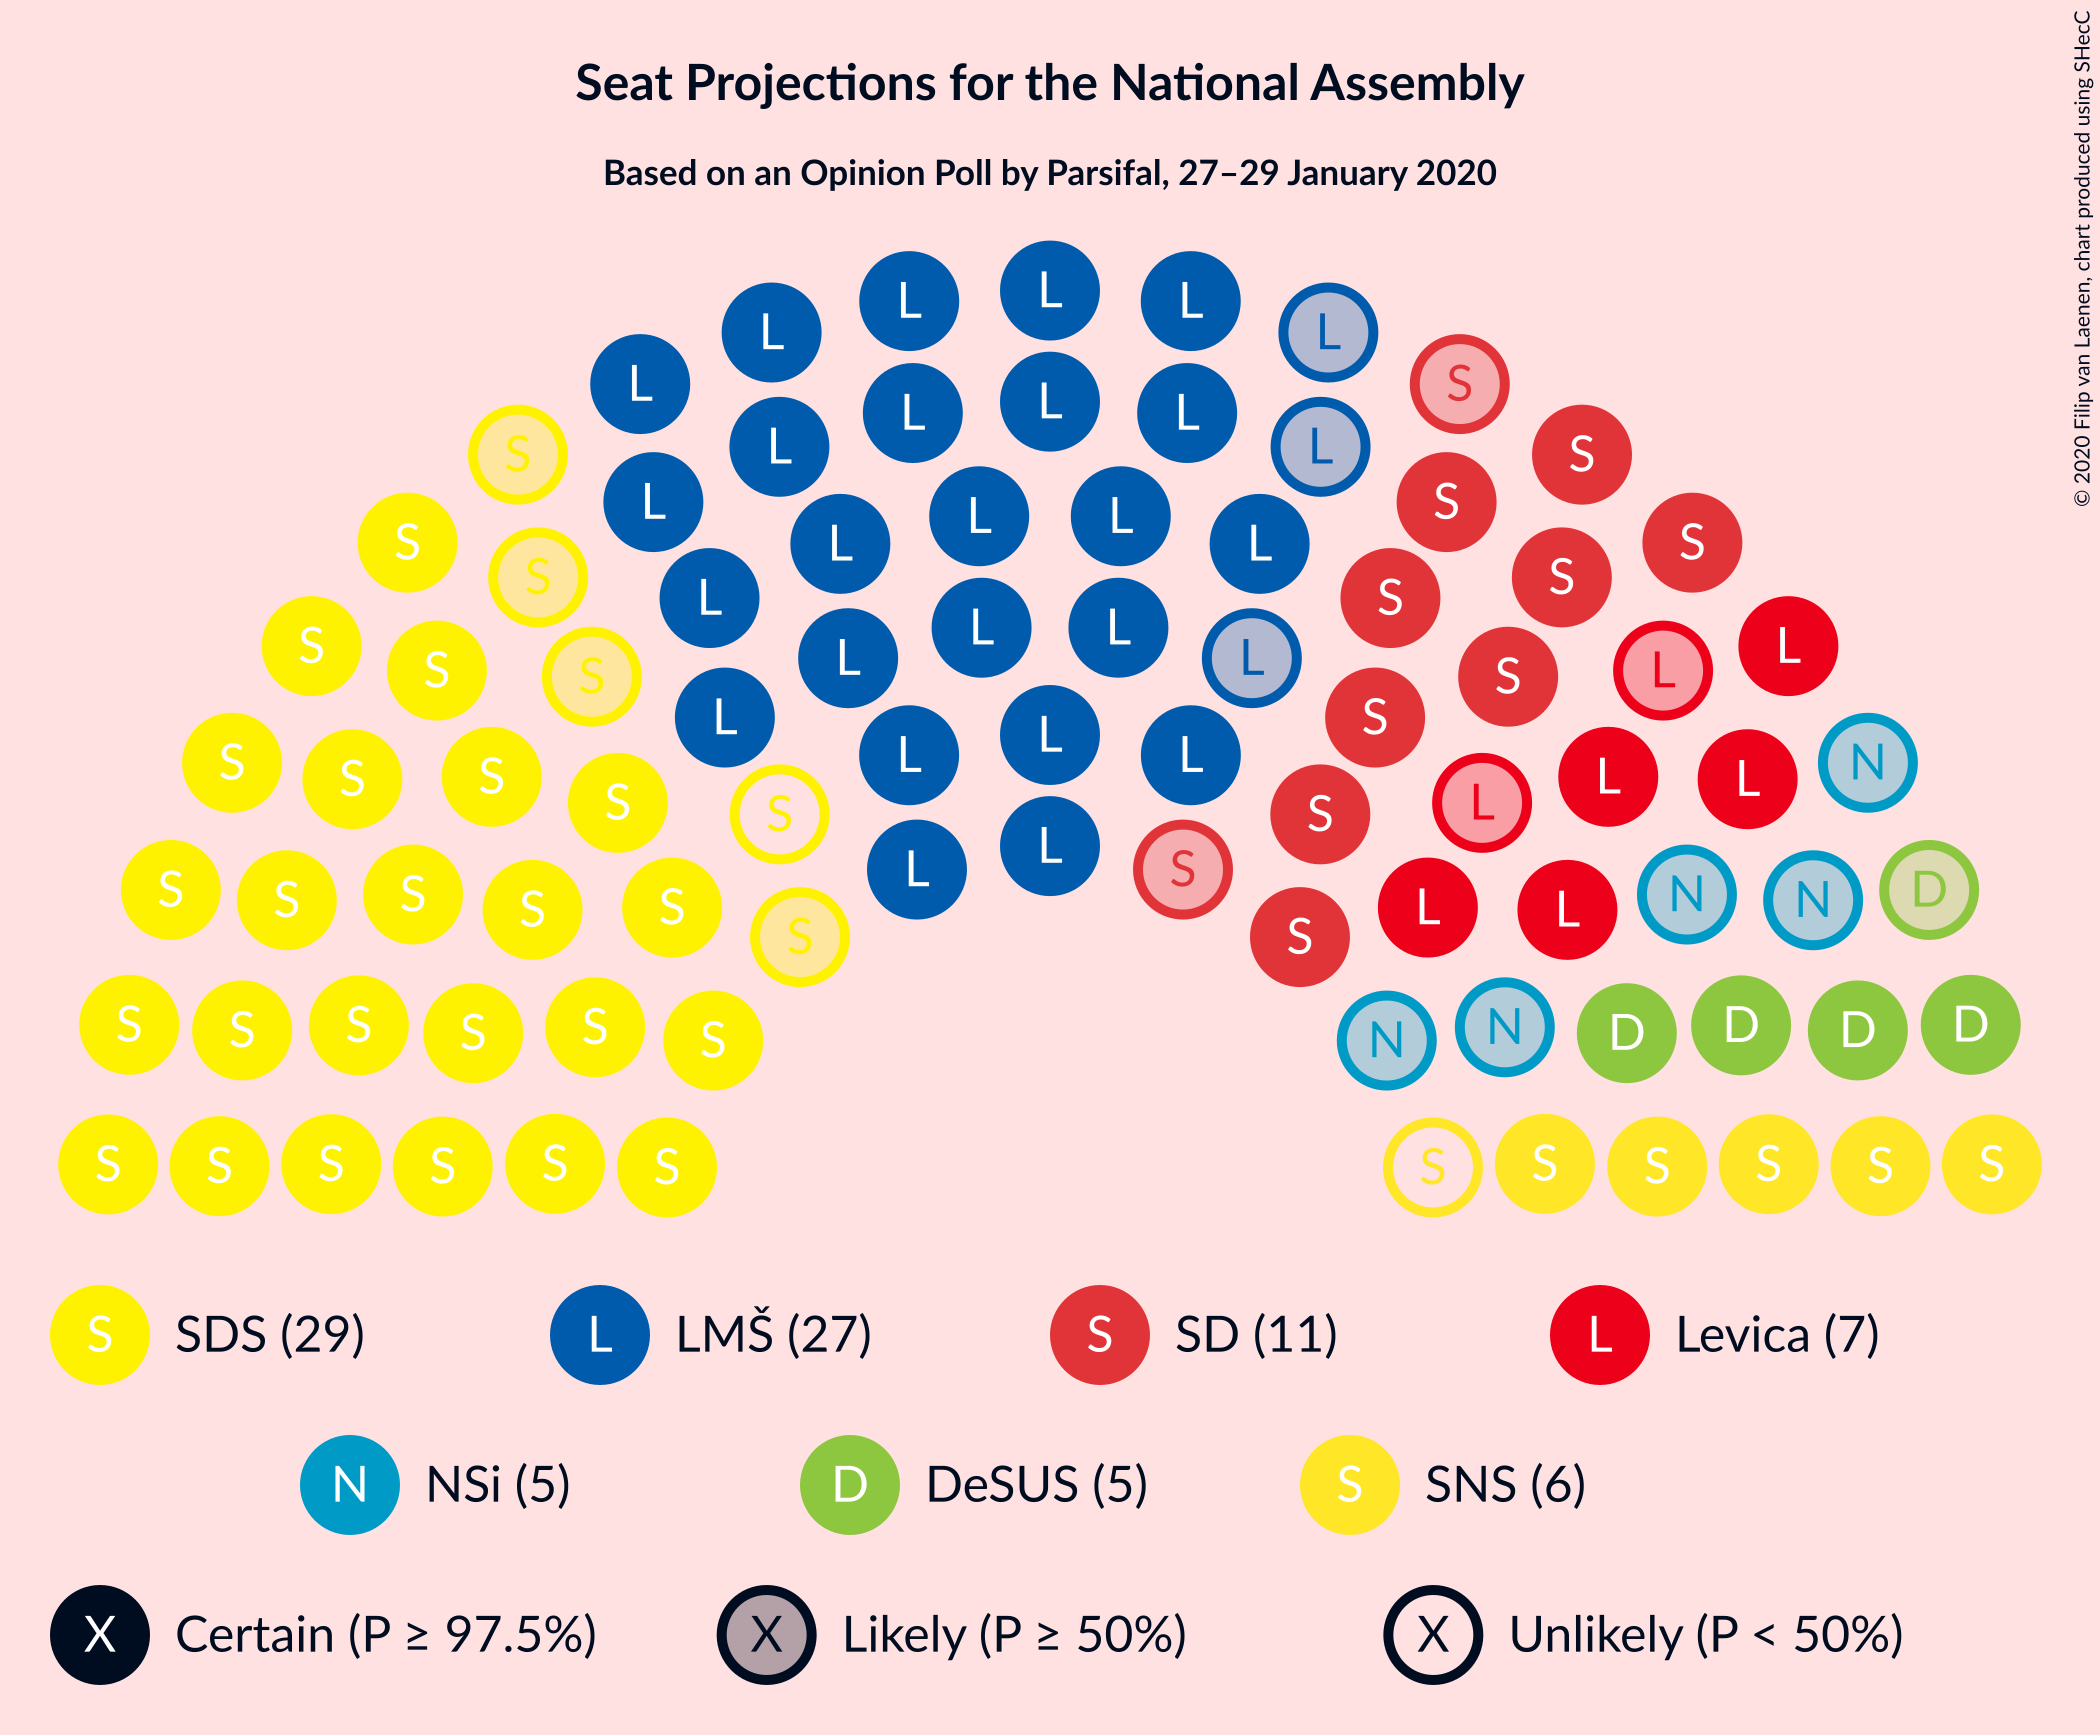 Seat Projections for the National Assembly
Based on an Opinion Poll by Parsifal, 27–29 January 2020
© 2020 Filip van Laenen, chart produced using SHecC
L L L L L
L L L L L S
S L L L S S
S S L L L L S S
S S L L L L S S L L
S S S L L L L S L L N
S S S S S L L S L L N N D
S S S S S S N N D D D D
S S S S S S S S S S S S
S SDS (29) L LMŠ (27) S SD (11) L Levica (7)
N NSi (5) D DeSUS (5) S SNS (6)
X Certain (P ≥ 97.5%) X Likely (P ≥ 50%) X Unlikely (P < 50%)